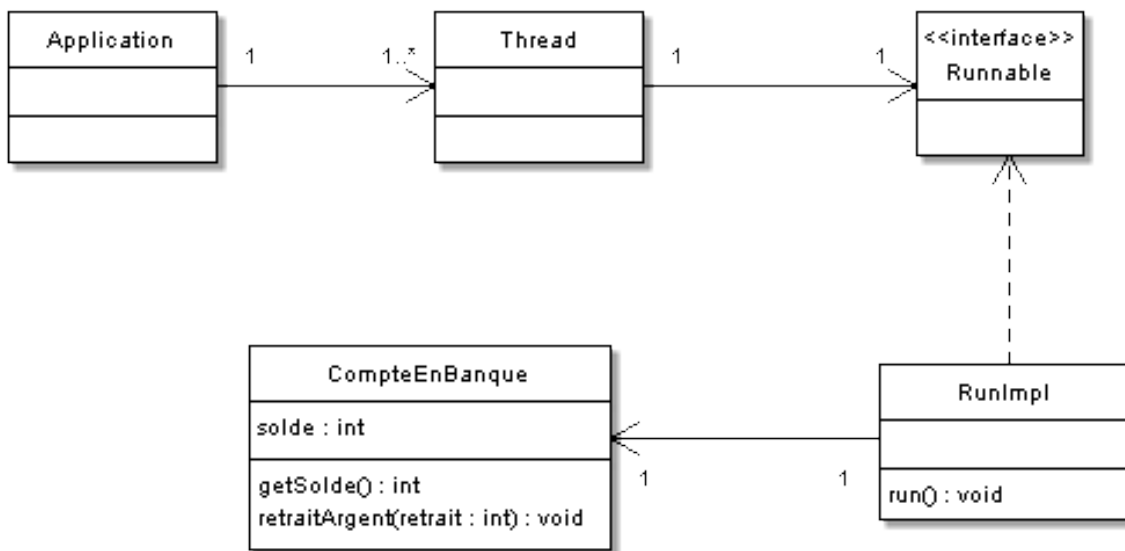 Application
1
1..*
Thread
1
1
<<interface>>
Runnable
CompteEnBanque
solde : int
getSolde() : int
retraitArgent(retrait : int) : void
1
1
RunImpl
run() : void